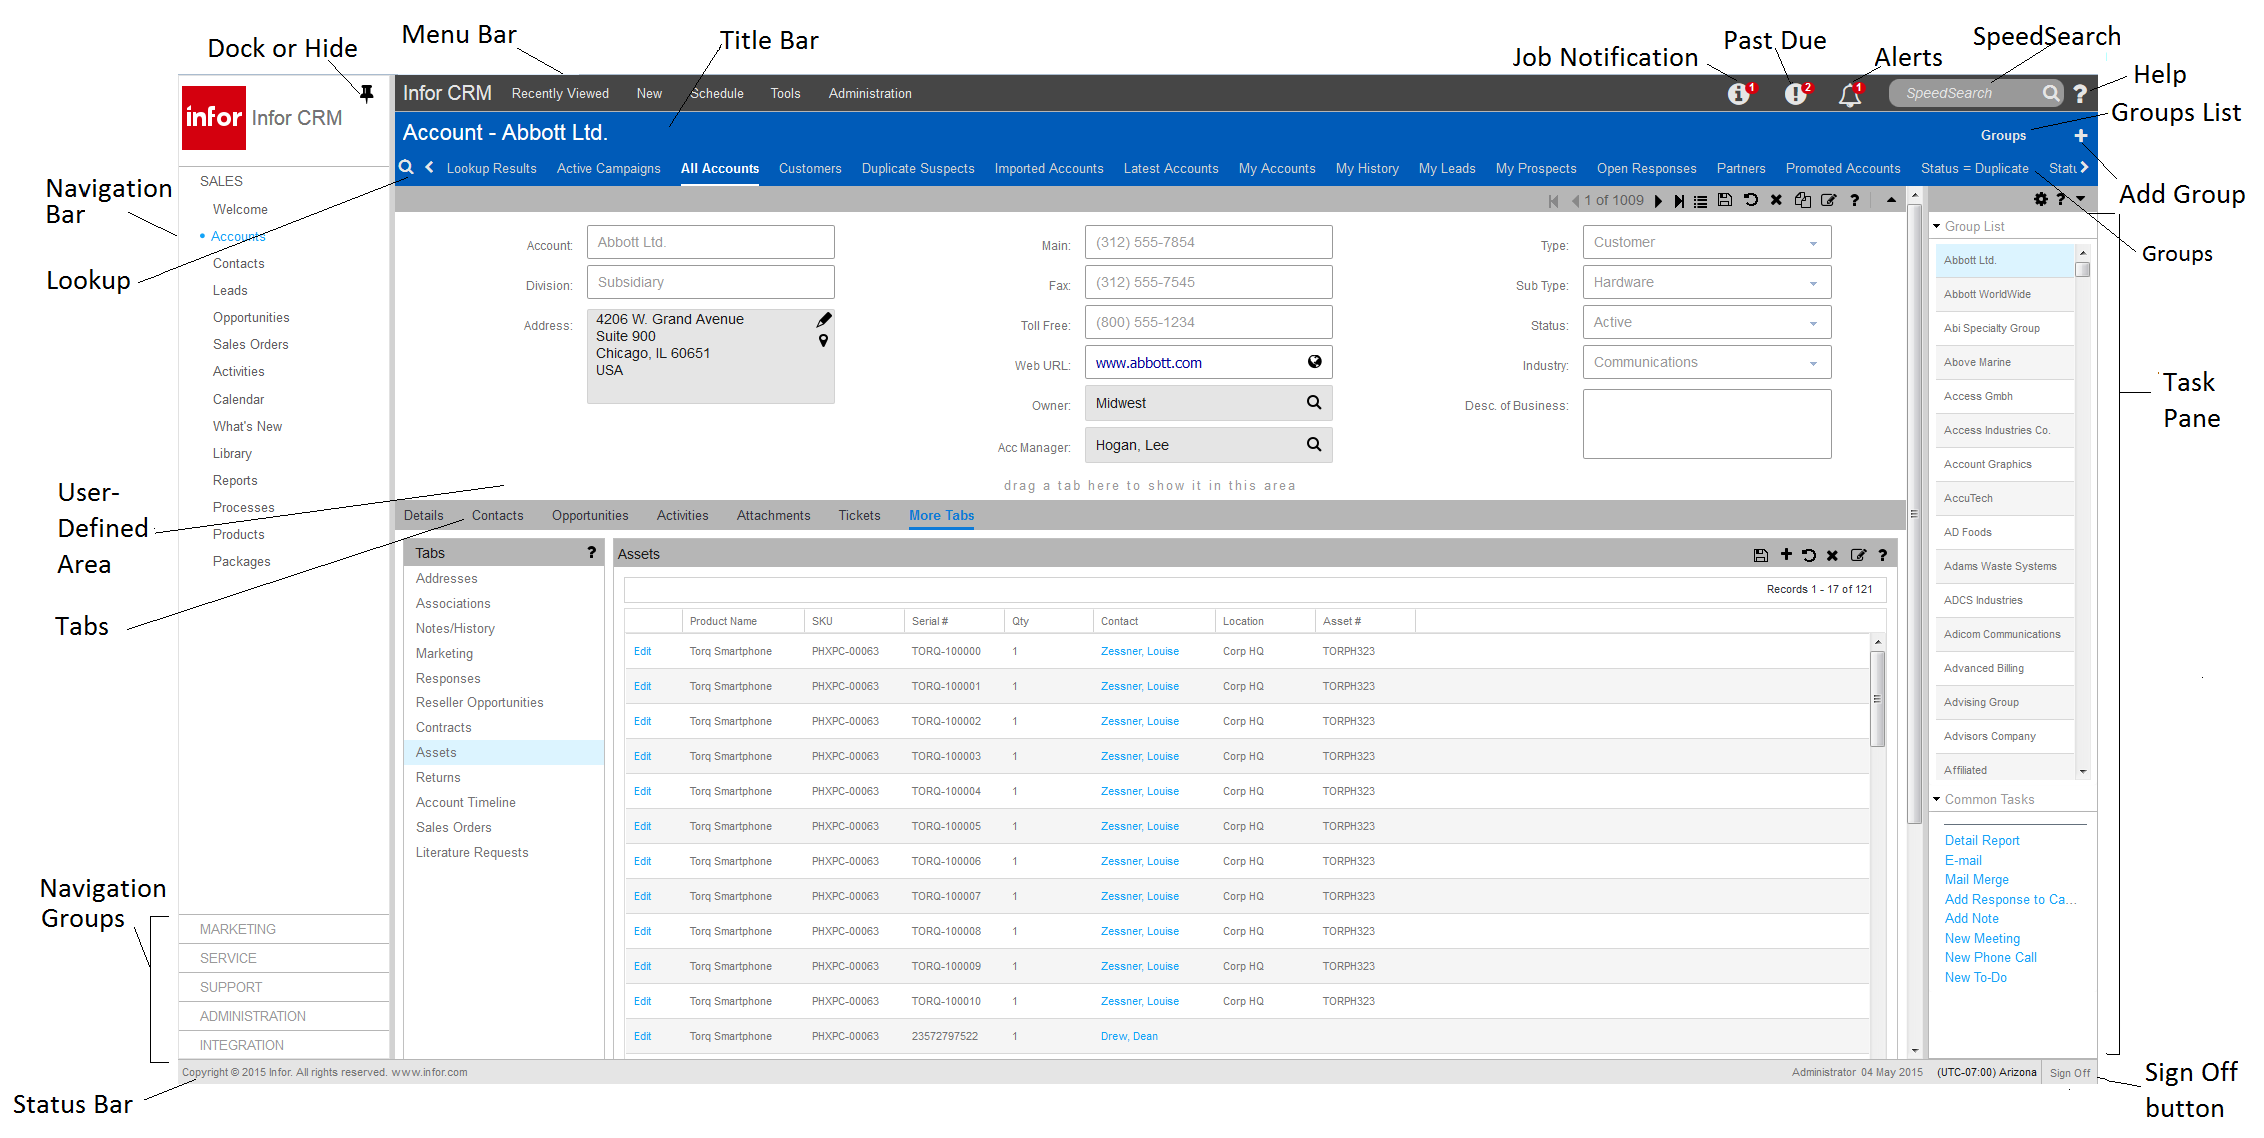 Menu Bar
Dock or Hide
Title Bar
Job Notification
Past Due
Alerts
SpeedSearch
Help
Groups List
infor Infor CRM
Infor CRM Recently Viewed New Schedule Tools Administration 1 2 1 SpeedSearch ?
Account - Abbott Ltd. Groups +
Lookup Results Active Campaigns All Accounts Customers Duplicate Suspects Imported Accounts Latest Accounts My Accounts My History My Leads My Prospects Open Responses Partners Promoted Accounts Status = Duplicate Statu
Navigation
Bar
Lookup
User-
Defined
Area
Tabs
Navigation
Groups
Status Bar
Add Group
Groups
Task
Pane
Sign Off
button
SALES
Welcome
Accounts
Contacts
Leads
Opportunities
Sales Orders
Activities
Calendar
What's New
Library
Reports
Processes
Products
Packages
MARKETING
SERVICE
SUPPORT
ADMINISTRATION
INTEGRATION
1 of 1009 ?
Account: Abbott Ltd.
Division: Subsidiary
Address: 4206 W. Grand Avenue
Suite 900
Chicago, IL 60651
USA
Main: (312) 555-7854
Fax: (312) 555-7545
Toll Free: (800) 555-1234
Web URL: www.abbott.com
Owner: Midwest
Acc Manager: Hogan, Lee
Type: Customer
Sub Type: Hardware
Status: Active
Industry: Communications
Desc. of Business:
drag a tab here to show it in this area
Details Contacts Opportunities Activities Attachments Tickets More Tabs
Tabs ?
Addresses
Associations
Notes/History
Marketing
Responses
Reseller Opportunities
Contracts
Assets
Returns
Account Timeline
Sales Orders
Literature Requests
Assets ?
Records 1 - 17 of 121
Product Name SKU Serial # Qty Contact Location Asset #
Edit Torq Smartphone PHXPC-00063 TORQ-100000 1 Zessner, Louise Corp HQ TORPH323
Edit Torq Smartphone PHXPC-00063 TORQ-100001 1 Zessner, Louise Corp HQ TORPH323
Edit Torq Smartphone PHXPC-00063 TORQ-100002 1 Zessner, Louise Corp HQ TORPH323
Edit Torq Smartphone PHXPC-00063 TORQ-100003 1 Zessner, Louise Corp HQ TORPH323
Edit Torq Smartphone PHXPC-00063 TORQ-100004 1 Zessner, Louise Corp HQ TORPH323
Edit Torq Smartphone PHXPC-00063 TORQ-100005 1 Zessner, Louise Corp HQ TORPH323
Edit Torq Smartphone PHXPC-00063 TORQ-100006 1 Zessner, Louise Corp HQ TORPH323
Edit Torq Smartphone PHXPC-00063 TORQ-100007 1 Zessner, Louise Corp HQ TORPH323
Edit Torq Smartphone PHXPC-00063 TORQ-100008 1 Zessner, Louise Corp HQ TORPH323
Edit Torq Smartphone PHXPC-00063 TORQ-100009 1 Zessner, Louise Corp HQ TORPH323
Edit Torq Smartphone PHXPC-00063 TORQ-100010 1 Zessner, Louise Corp HQ TORPH323
Edit Torq Smartphone PHXPC-00063 23572797522 1 Drew, Dean
?
Group List
Abbott Ltd.
Abbott WorldWide
Abi Specialty Group
Above Marine
Access Gmbh
Access Industries Co.
Account Graphics
AccuTech
AD Foods
Adams Waste Systems
ADCS Industries
Adicom Communications
Advanced Billing
Advising Group
Advisors Company
Affiliated
Common Tasks
Detail Report
E-mail
Mail Merge
Add Response to Ca...
Add Note
New Meeting
New Phone Call
New To-Do
Copyright © 2015 Infor. All rights reserved. www.infor.com Administrator 04 May 2015 (UTC-07:00) Arizona Sign Off